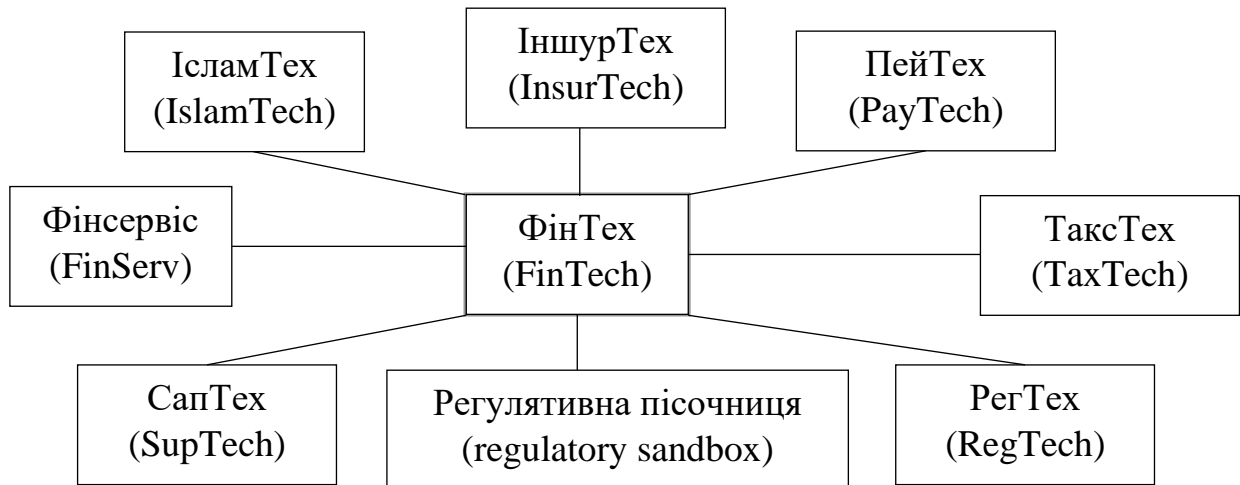 ІсламТех
(IslamTech)
ІншурТех
(InsurTech)
ПейТех
(PayTech)
Фінсервіс
(FinServ)
ФінТех
(FinTech)
ТаксТех
(TaxTech)
СапТех
(SupTech)
Регулятивна пісочниця
(regulatory sandbox)
РегТех
(RegTech)